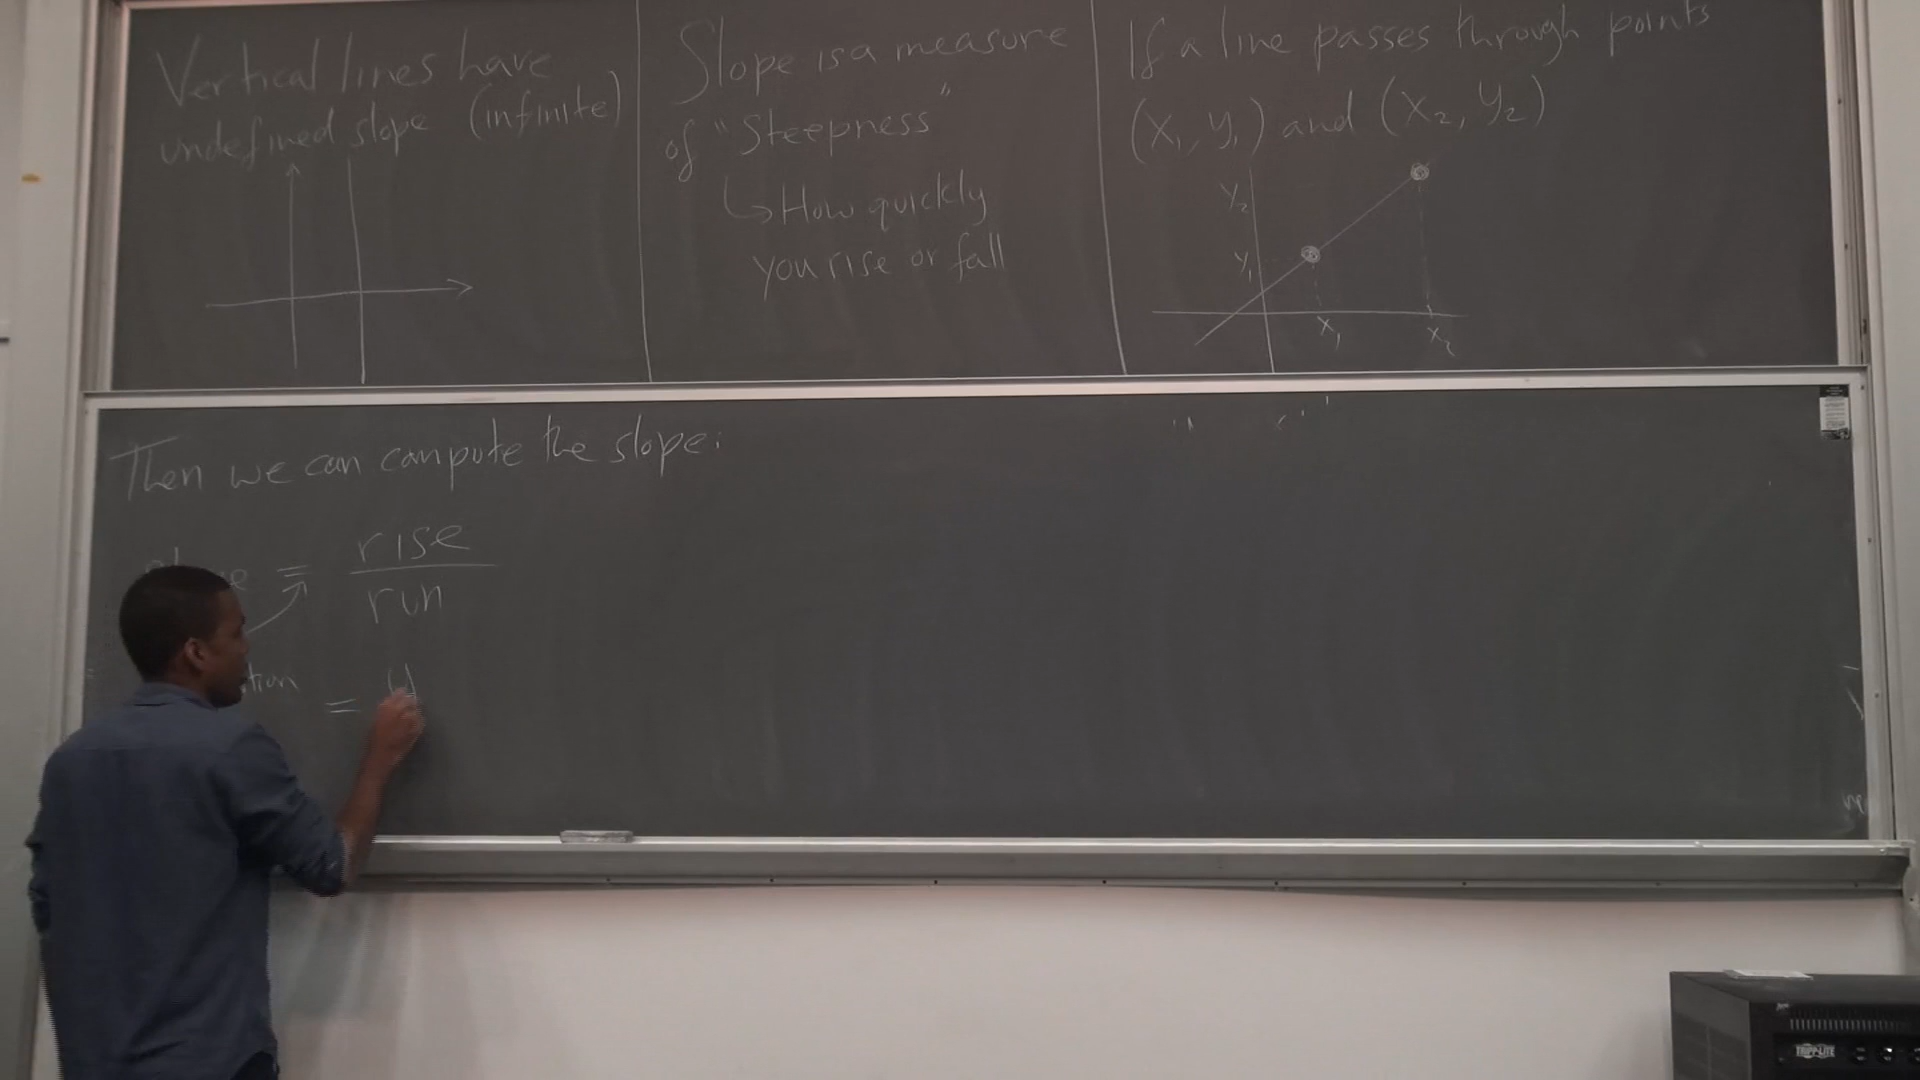 Vertical lines have
undefined slope (infinite)
Slope is a measure
of "Steepness"
↳ How quickly
you rise or fall
If a line passes through points
(x₁, y₁) and (x₂, y₂)
y₂
y₁
x₁
x₂
Then we can compute the slope:
= rise
run
= y
TRIPP·LITE